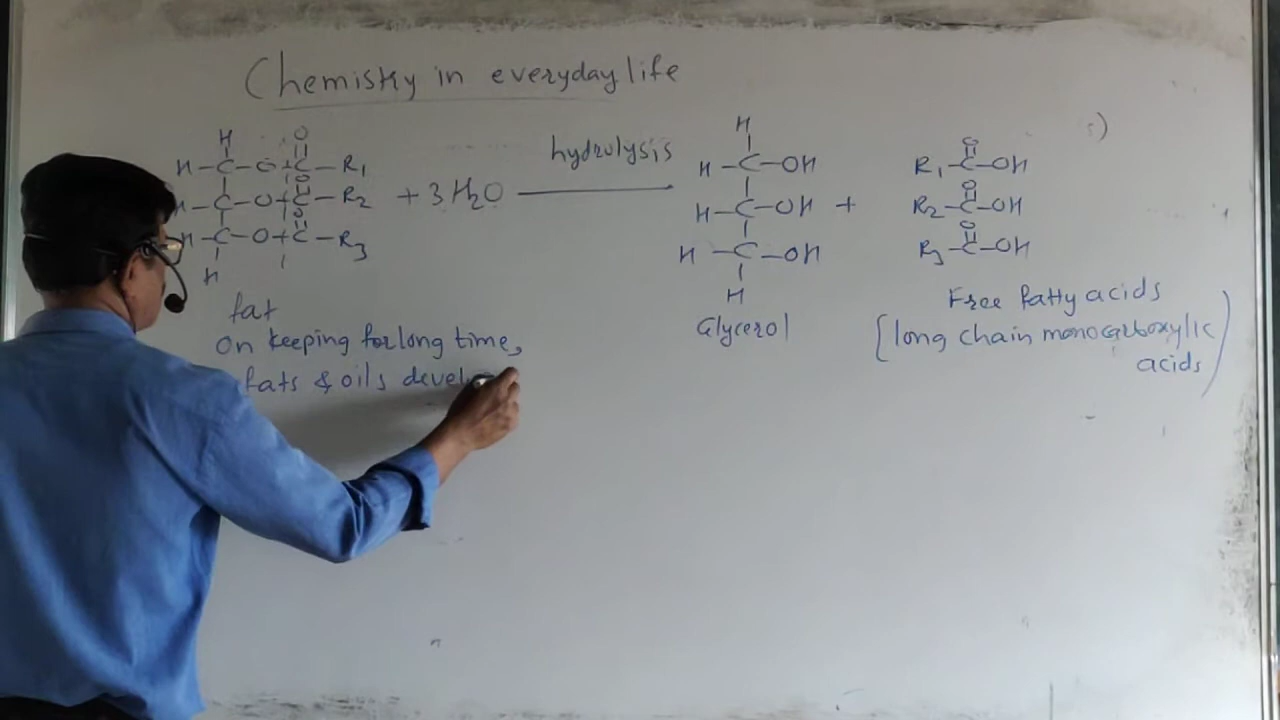 Chemistry in everyday life
H
O
H-C-O-C-R1
O
H-C-O-C-R2
O
H-C-O-C-R3
H
fat
+ 3H2O
hydrolysis
H
H-C-OH
H-C-OH +
H-C-OH
H
Glycerol
O
R1-C-OH
O
R2-C-OH
O
R3-C-OH
Free fatty acids
[long chain monocarboxylic
acids)
On keeping for long time,
fats & oils devel